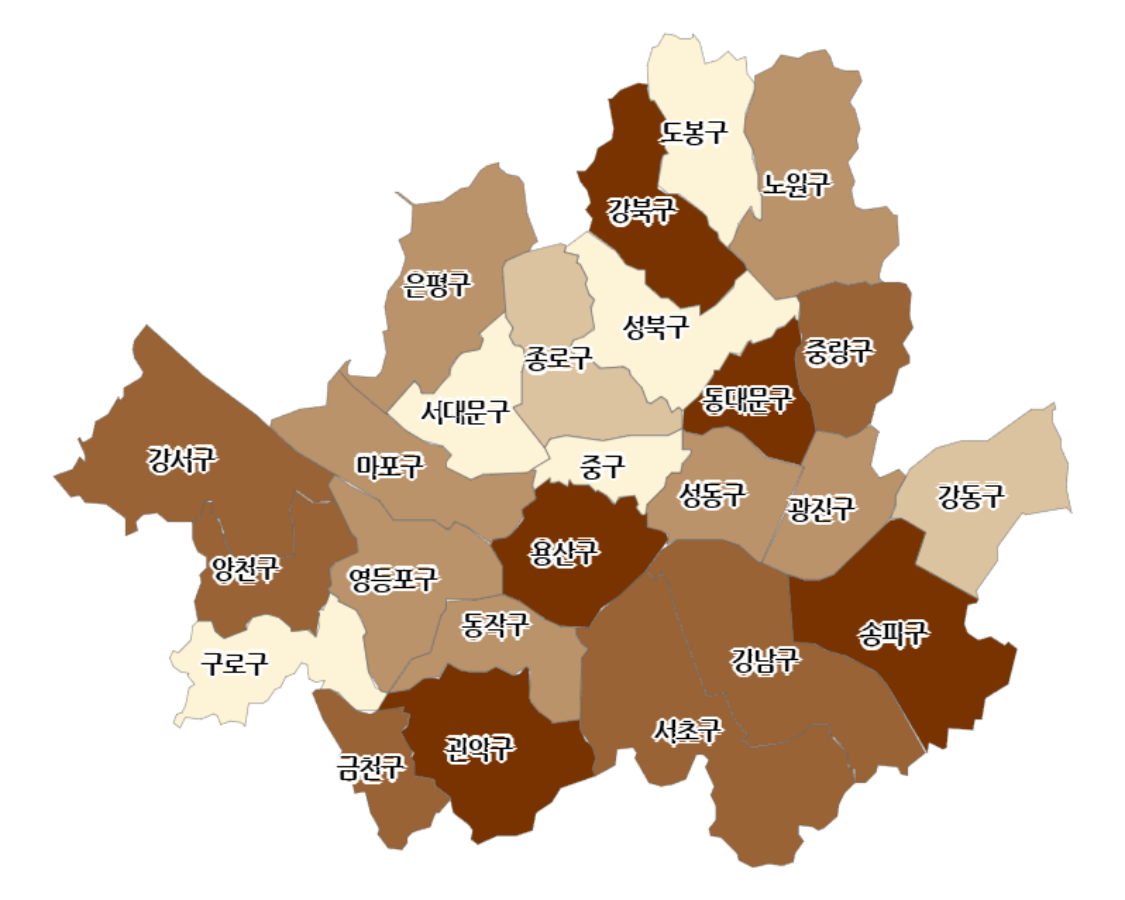 도봉구
노원구
강북구
은평구
성북구
중랑구
종로구
동대문구
서대문구
강서구
마포구
중구
성동구
강동구
광진구
용산구
양천구
영등포구
동작구
송파구
구로구
강남구
서초구
관악구
금천구